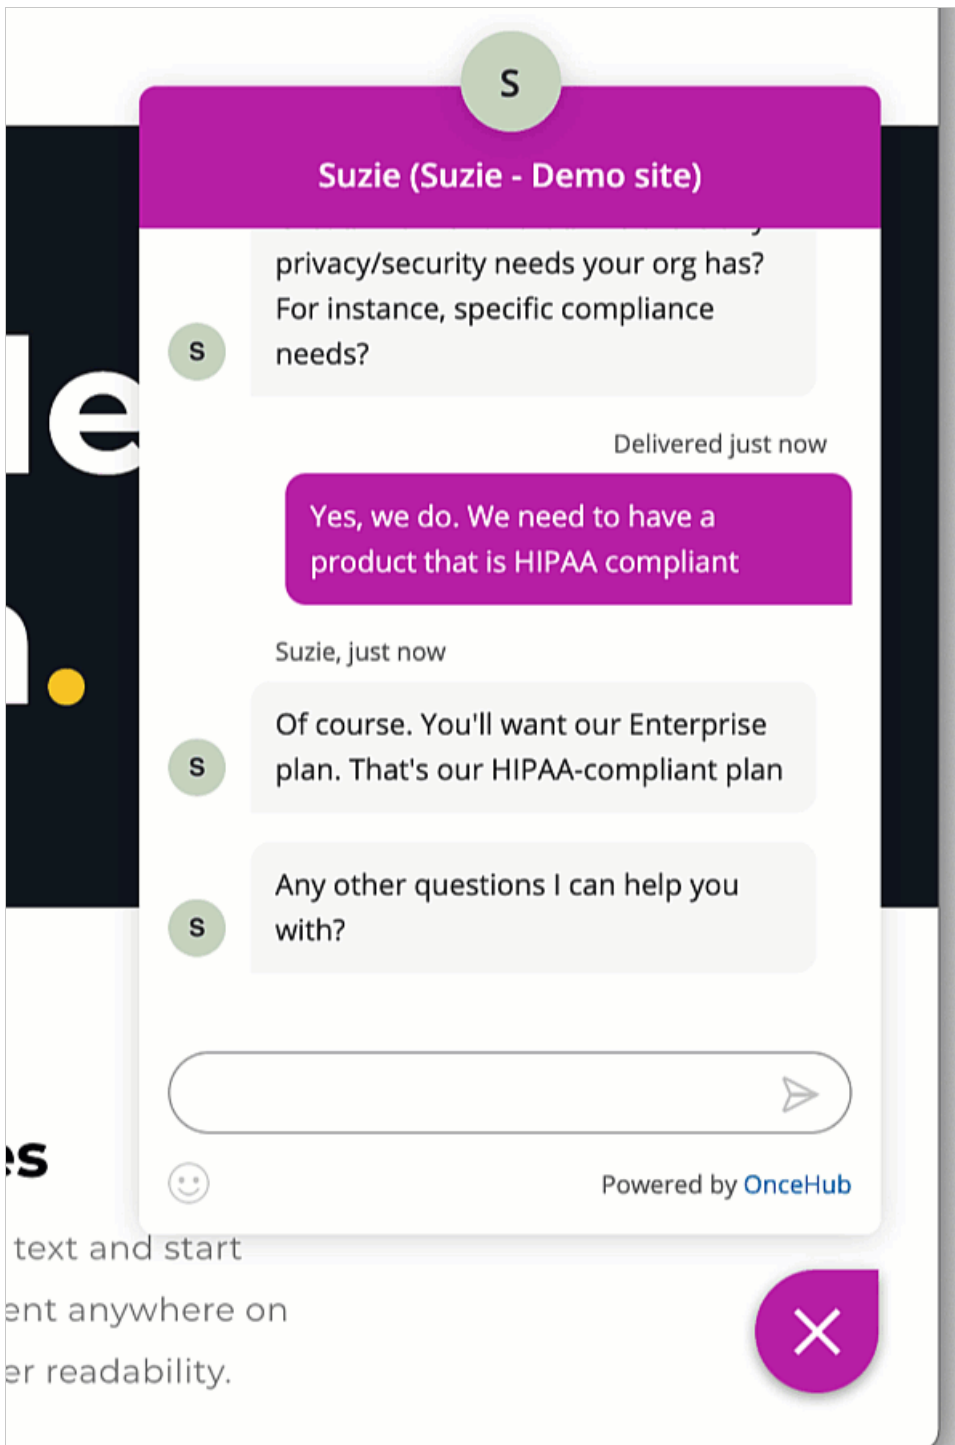 S
Suzie (Suzie - Demo site)
privacy/security needs your org has?
For instance, specific compliance
needs?
S
Delivered just now
Yes, we do. We need to have a
product that is HIPAA compliant
Suzie, just now
Of course. You'll want our Enterprise
plan. That's our HIPAA-compliant plan
S
Any other questions I can help you
with?
S
Powered by OnceHub
text and start
anywhere on
readability.